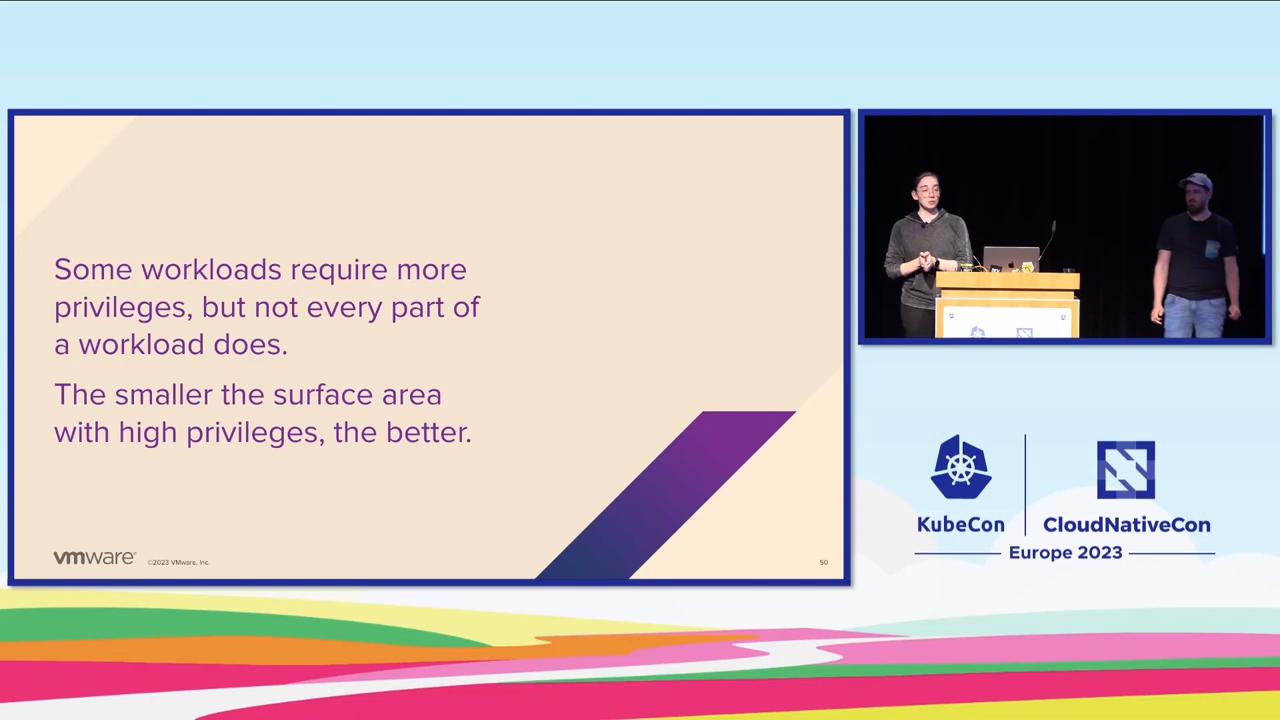 Some workloads require more
privileges, but not every part of
a workload does.
The smaller the surface area
with high privileges, the better.
vmware®
©2023 VMware, Inc.
50
KubeCon
CloudNativeCon
Europe 2023